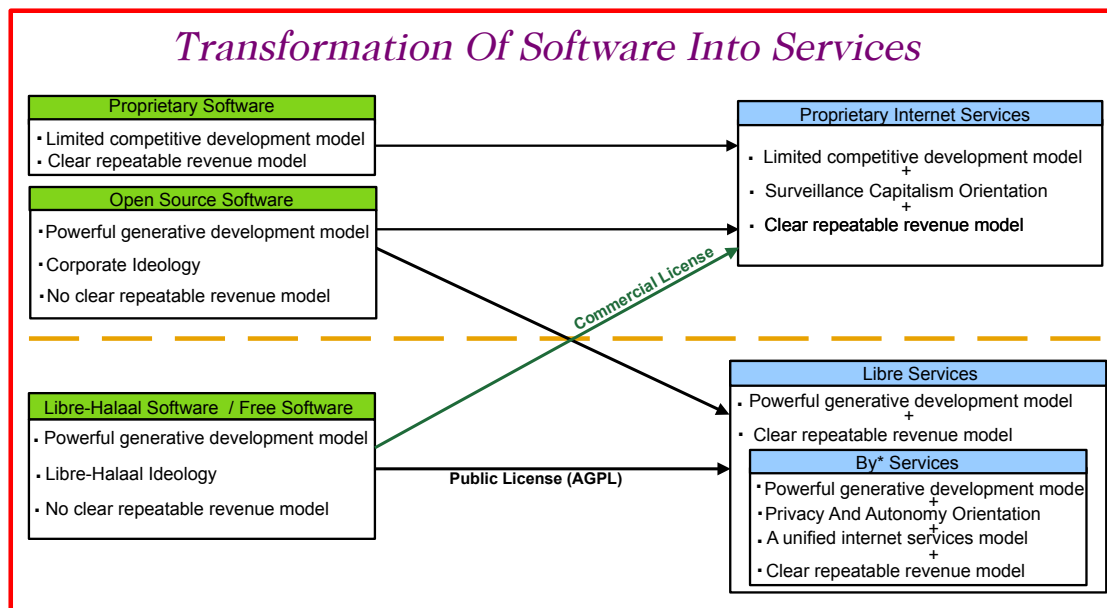 Transformation Of Software Into Services
Proprietary Software
▪ Limited competitive development model
▪ Clear repeatable revenue model
Open Source Software
▪ Powerful generative development model
▪ Corporate Ideology
▪ No clear repeatable revenue model
Proprietary Internet Services
▪ Limited competitive development model
+
▪ Surveillance Capitalism Orientation
+
▪ Clear repeatable revenue model
Commercial License
Libre-Halaal Software / Free Software
▪ Powerful generative development model
▪ Libre-Halaal Ideology
▪ No clear repeatable revenue model
Public License (AGPL)
Libre Services
▪ Powerful generative development model
+
▪ Clear repeatable revenue model
By* Services
▪ Powerful generative development mode
+
▪ Privacy And Autonomy Orientation
+
▪ A unified internet services model
+
▪ Clear repeatable revenue model